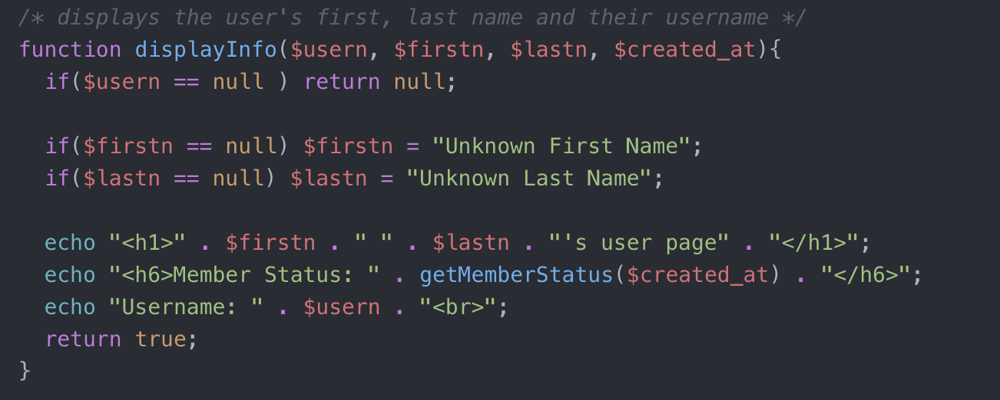 /* displays the user's first, last name and their username */
function displayInfo($usern, $firstn, $lastn, $created_at){
  if($usern == null ) return null;

  if($firstn == null) $firstn = "Unknown First Name";
  if($lastn == null) $lastn = "Unknown Last Name";

  echo "<h1>" . $firstn . " " . $lastn . "'s user page" . "</h1>";
  echo "<h6>Member Status: " . getMemberStatus($created_at) . "</h6>";
  echo "Username: " . $usern . "<br>";
  return true;
}